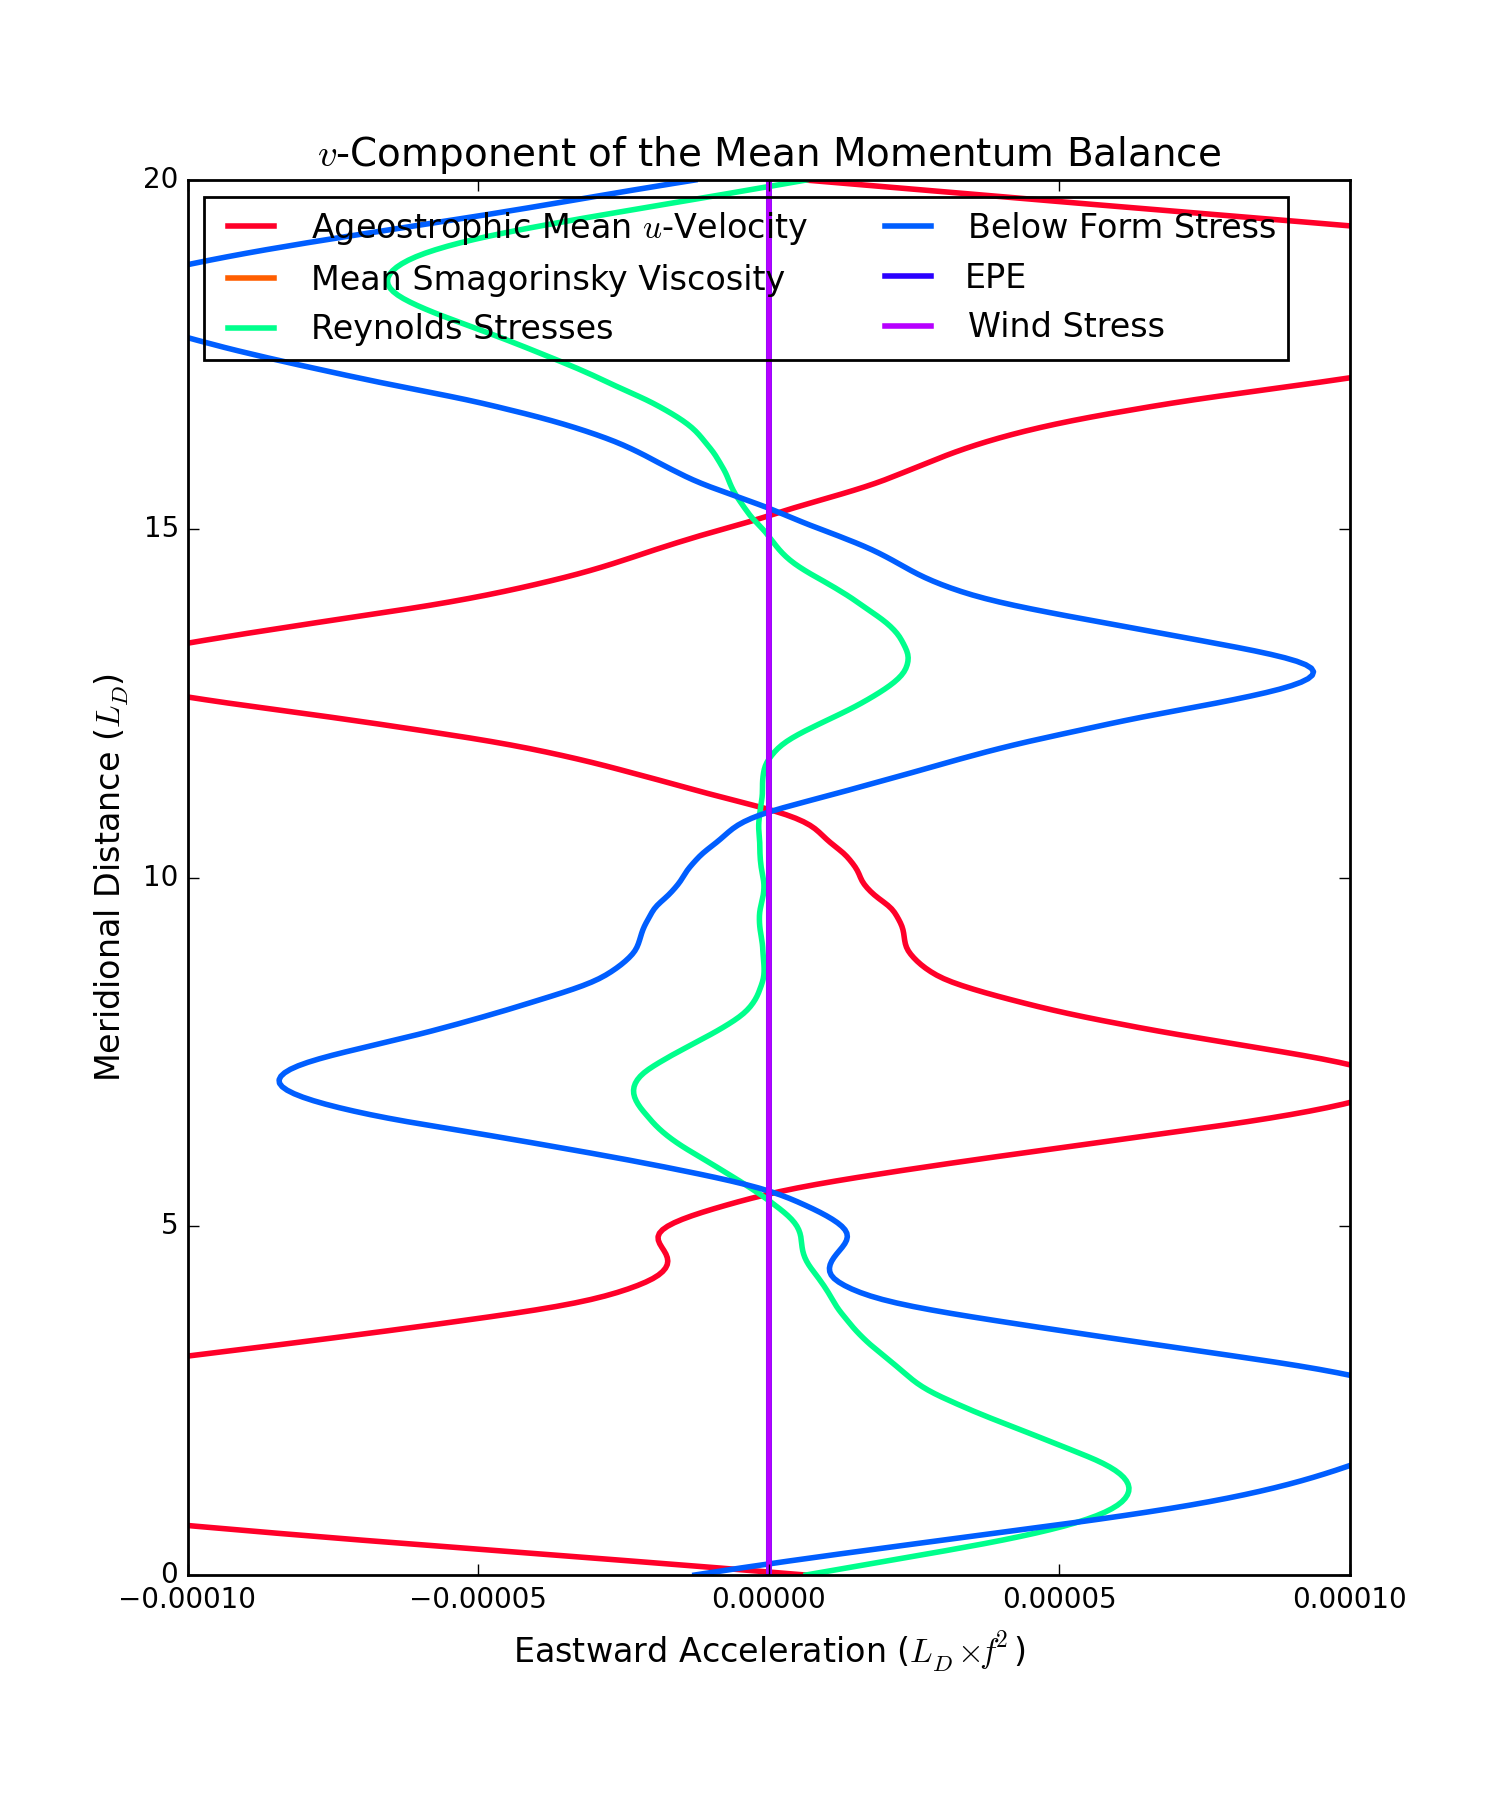 v-Component of the Mean Momentum Balance
20
Ageostrophic Mean u-Velocity
Mean Smagorinsky Viscosity
Reynolds Stresses
Below Form Stress
EPE
Wind Stress
15
10
5
0
Meridional Distance (L_D)
−0.00010 −0.00005 0.00000 0.00005 0.00010
Eastward Acceleration (L_D × f²)